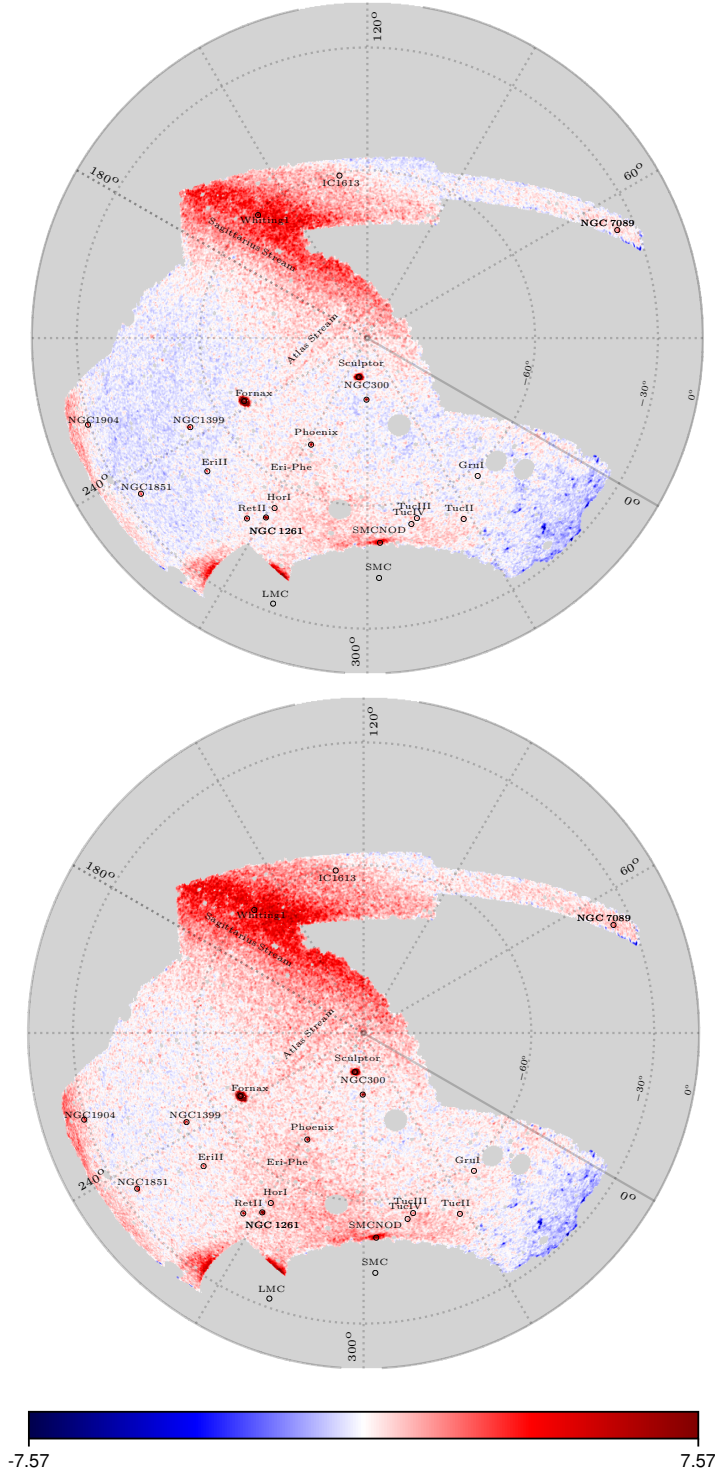 120°
180°
60°
IC1613
Whiting1
NGC 7089
Sagittarius Stream
Atlas Stream
Sculptor
−60°
−30°
0°
NGC300
Fornax
NGC1904
NGC1399
Phoenix
EriII
Eri-Phe
GruI
240°
NGC1851
HorI
0°
RetII
TucIII
TucIV
TucII
NGC 1261
SMCNOD
SMC
LMC
300°
120°
180°
60°
IC1613
Whiting1
NGC 7089
Sagittarius Stream
Atlas Stream
Sculptor
−60°
−30°
0°
NGC300
Fornax
NGC1904
NGC1399
Phoenix
EriII
Eri-Phe
GruI
240°
NGC1851
HorI
0°
RetII
TucIII
TucIV
TucII
NGC 1261
SMCNOD
SMC
LMC
300°
-7.57
7.57